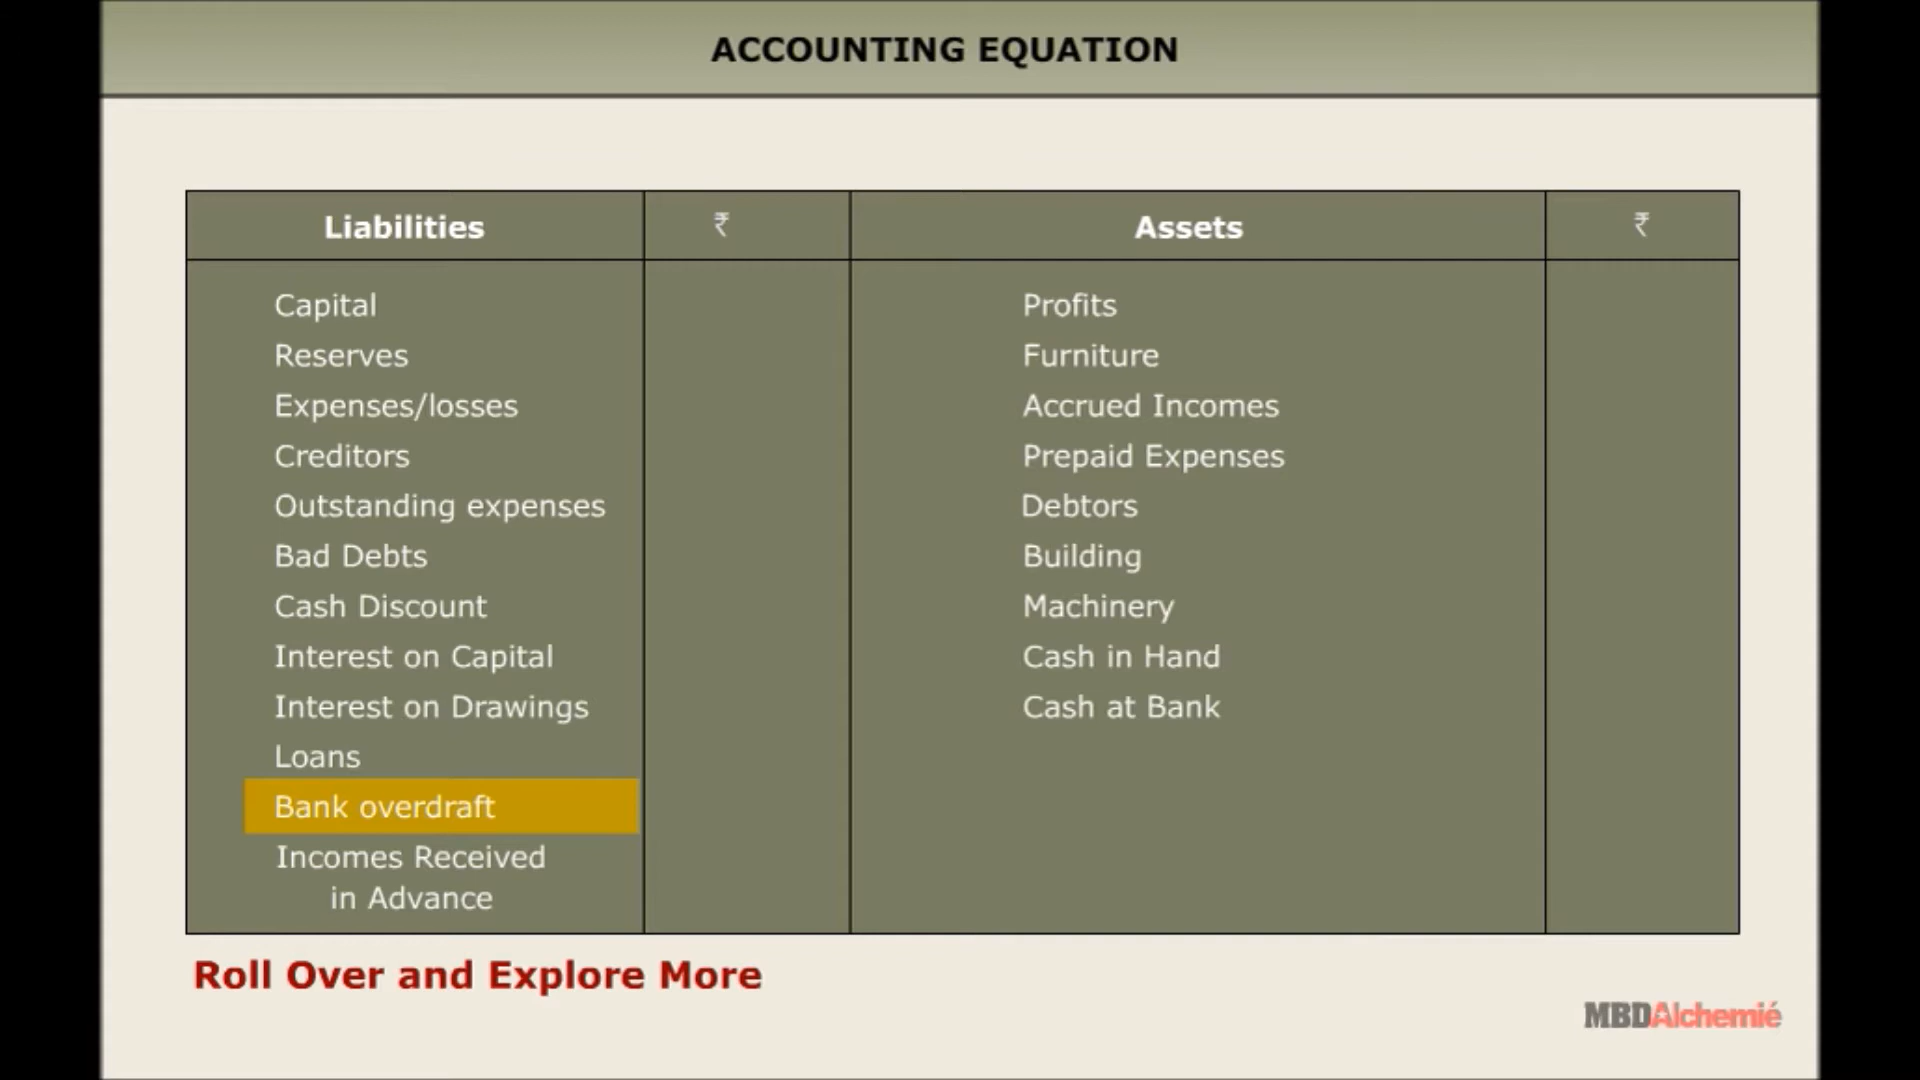 ACCOUNTING EQUATION
Liabilities ₹ Assets ₹
Capital
Reserves
Expenses/losses
Creditors
Outstanding expenses
Bad Debts
Cash Discount
Interest on Capital
Interest on Drawings
Loans
Bank overdraft
Incomes Received
in Advance
Profits
Furniture
Accrued Incomes
Prepaid Expenses
Debtors
Building
Machinery
Cash in Hand
Cash at Bank
Roll Over and Explore More
MBDAlchemié